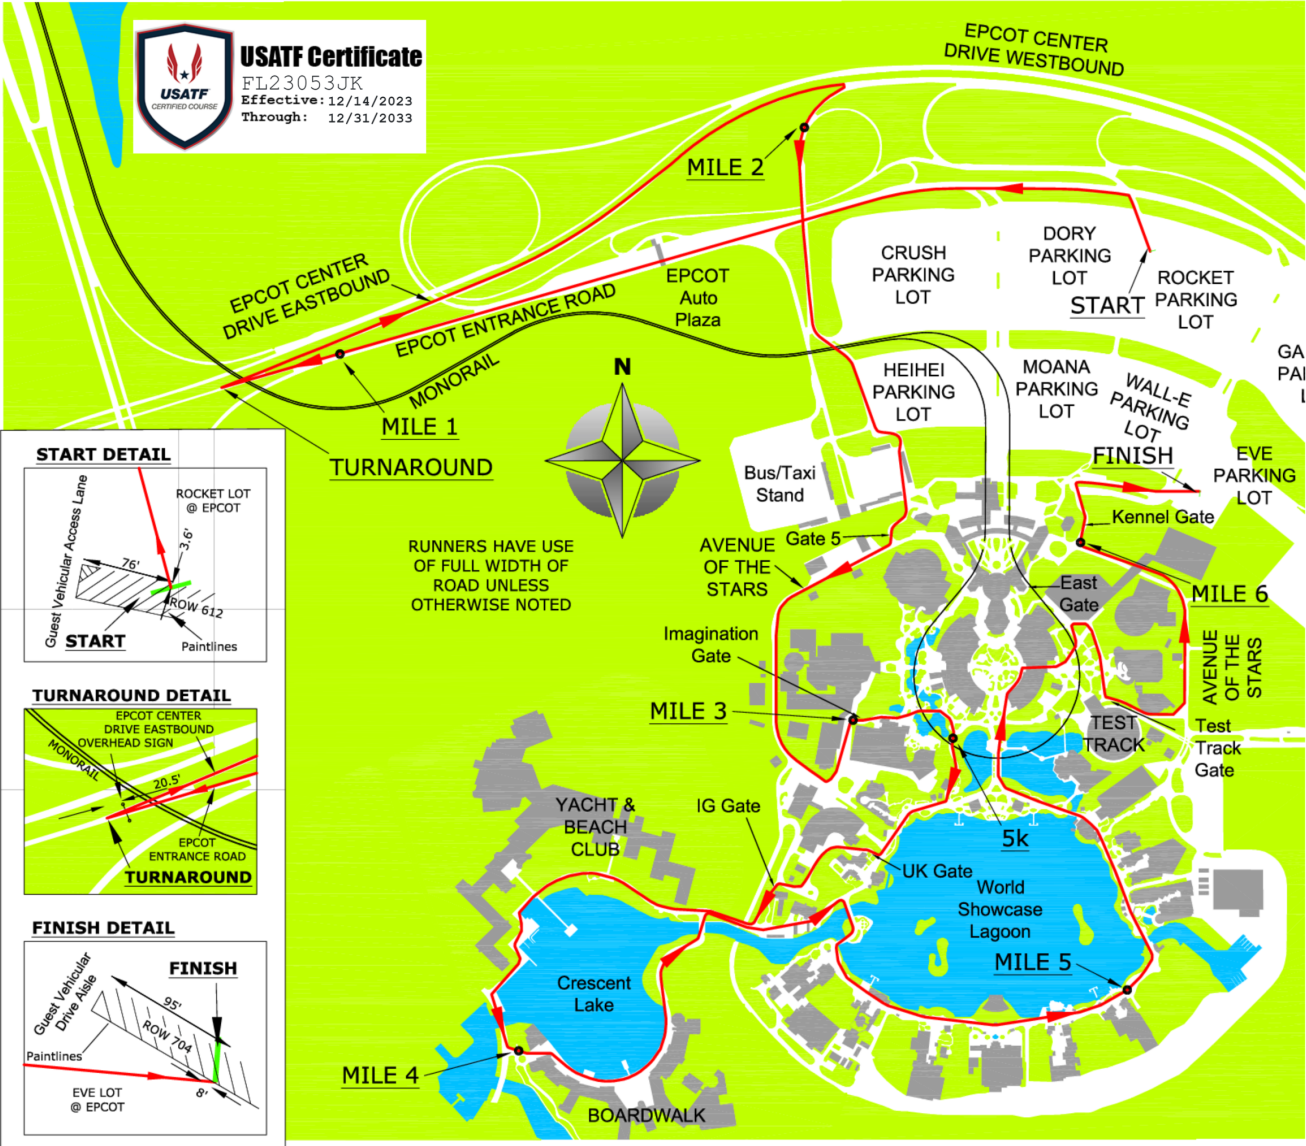 USATF
CERTIFIED COURSE
USATF Certificate
FL23053JK
Effective: 12/14/2023
Through: 12/31/2033
EPCOT CENTER
DRIVE WESTBOUND
MILE 2
EPCOT CENTER
DRIVE EASTBOUND
EPCOT
Auto
Plaza
EPCOT ENTRANCE ROAD
MONORAIL
MILE 1
TURNAROUND
CRUSH
PARKING
LOT
DORY
PARKING
LOT
START
ROCKET
PARKING
LOT
GA
PA
L
HEIHEI
PARKING
LOT
MOANA
PARKING
LOT
WALL-E
PARKING
LOT
FINISH
EVE
PARKING
LOT
N
Bus/Taxi
Stand
Gate 5
AVENUE
OF THE
STARS
RUNNERS HAVE USE
OF FULL WIDTH OF
ROAD UNLESS
OTHERWISE NOTED
Kennel Gate
MILE 6
East
Gate
Imagination
Gate
MILE 3
AVENUE
OF THE
STARS
TEST
TRACK
Test
Track
Gate
5k
IG Gate
UK Gate
YACHT &
BEACH
CLUB
World
Showcase
Lagoon
MILE 5
Crescent
Lake
MILE 4
BOARDWALK
START DETAIL
Guest Vehicular Access Lane
ROCKET LOT
@ EPCOT
3.6'
76'
ROW 612
START
Paintlines
TURNAROUND DETAIL
EPCOT CENTER
DRIVE EASTBOUND
OVERHEAD SIGN
MONORAIL
20.5'
EPCOT
ENTRANCE ROAD
TURNAROUND
FINISH DETAIL
Guest Vehicular
Drive Aisle
FINISH
95'
ROW 704
Paintlines
8'
EVE LOT
@ EPCOT